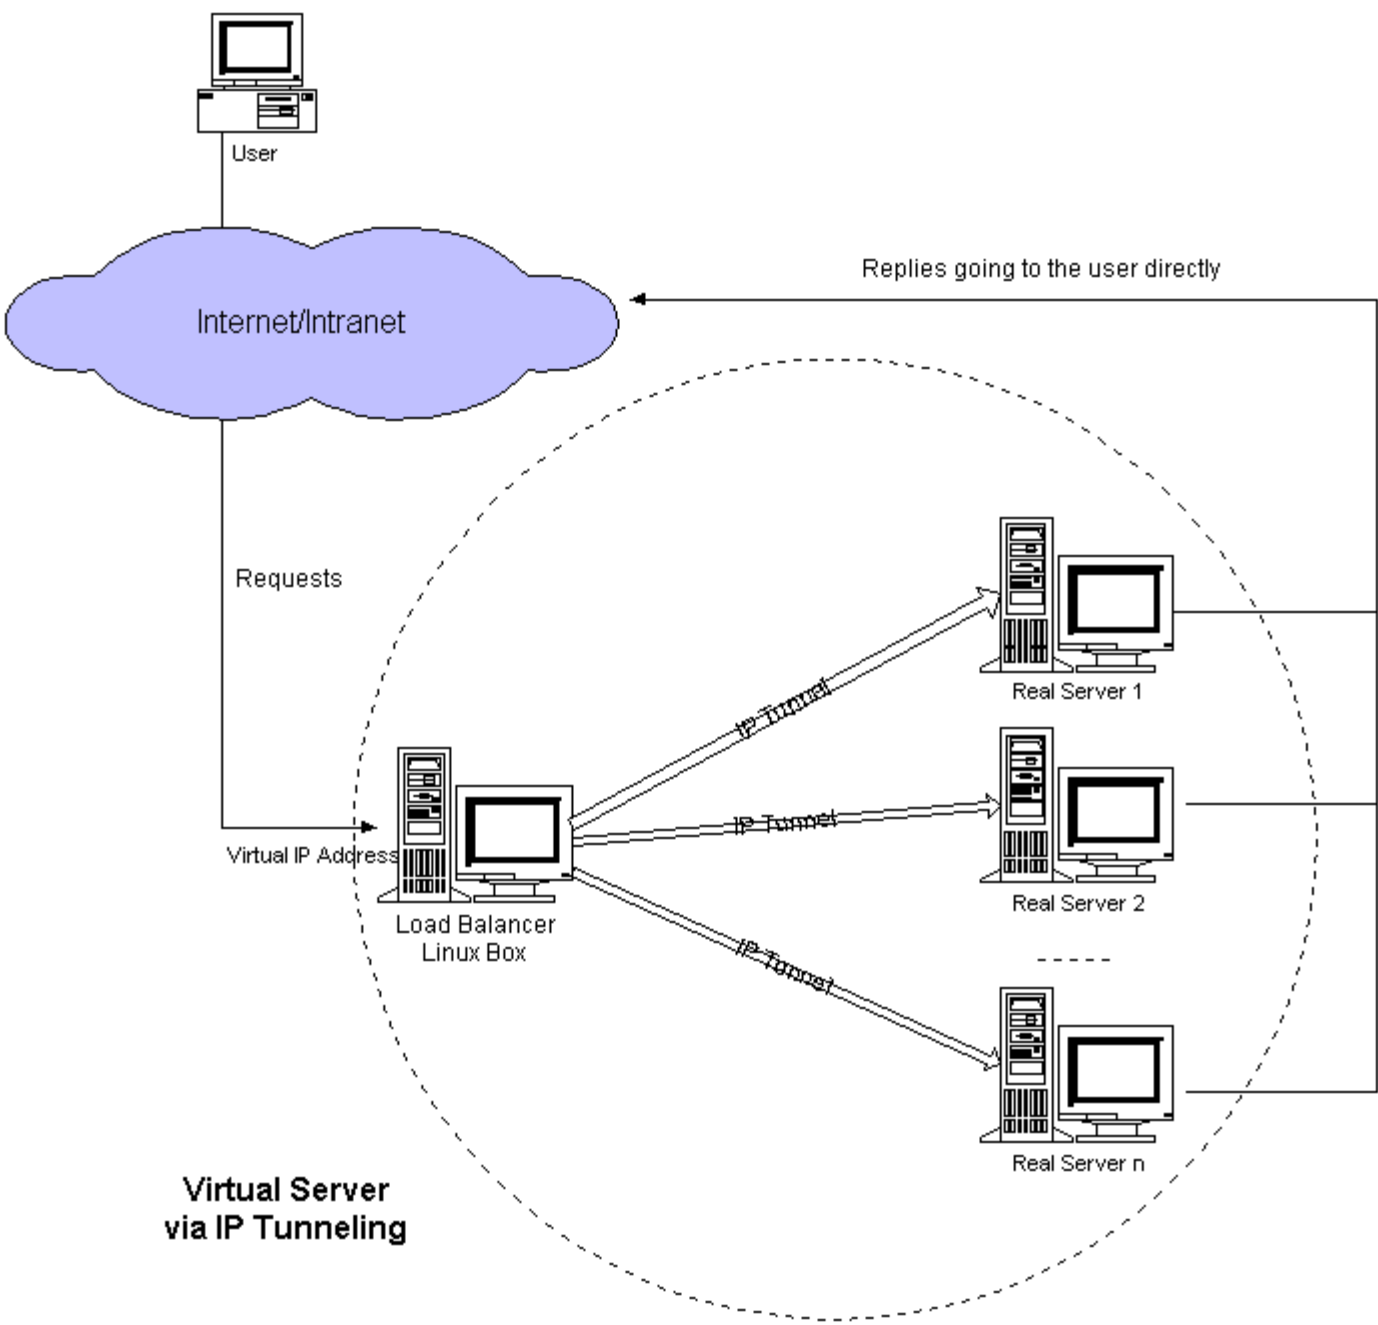 User
Replies going to the user directly
Internet/Intranet
Requests
IP Tunnel
Real Server 1
IP Tunnel
Virtual IP Address
Real Server 2
Load Balancer
Linux Box
IP Tunnel
Real Server n
Virtual Server
via IP Tunneling